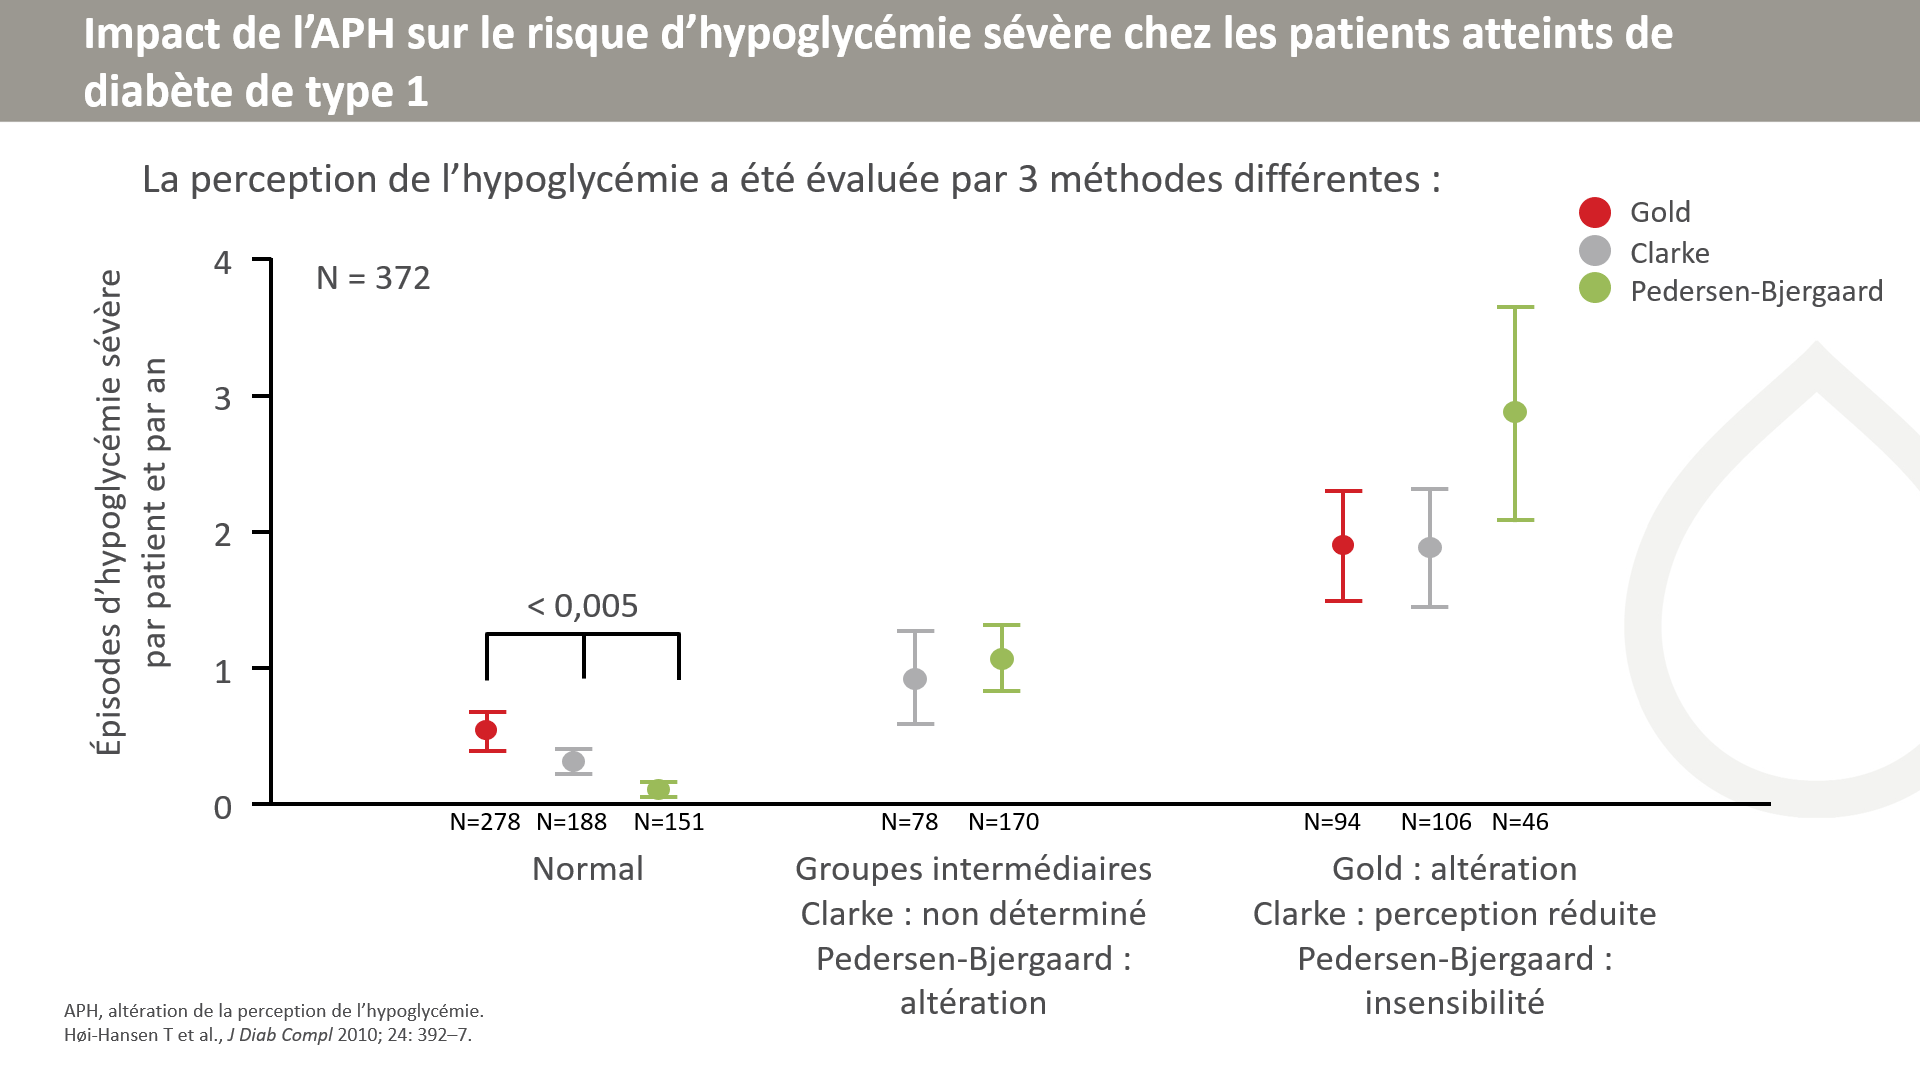 Impact de l’APH sur le risque d’hypoglycémie sévère chez les patients atteints de
diabète de type 1
La perception de l’hypoglycémie a été évaluée par 3 méthodes différentes :
Gold
Clarke
Pedersen-Bjergaard
Épisodes d’hypoglycémie sévère
par patient et par an
4
3
2
1
0
N = 372
< 0,005
N=278 N=188 N=151
N=78 N=170
N=94 N=106 N=46
Normal
Groupes intermédiaires
Clarke : non déterminé
Pedersen-Bjergaard :
altération
Gold : altération
Clarke : perception réduite
Pedersen-Bjergaard :
insensibilité
APH, altération de la perception de l’hypoglycémie.
Høi-Hansen T et al., J Diab Compl 2010; 24: 392–7.